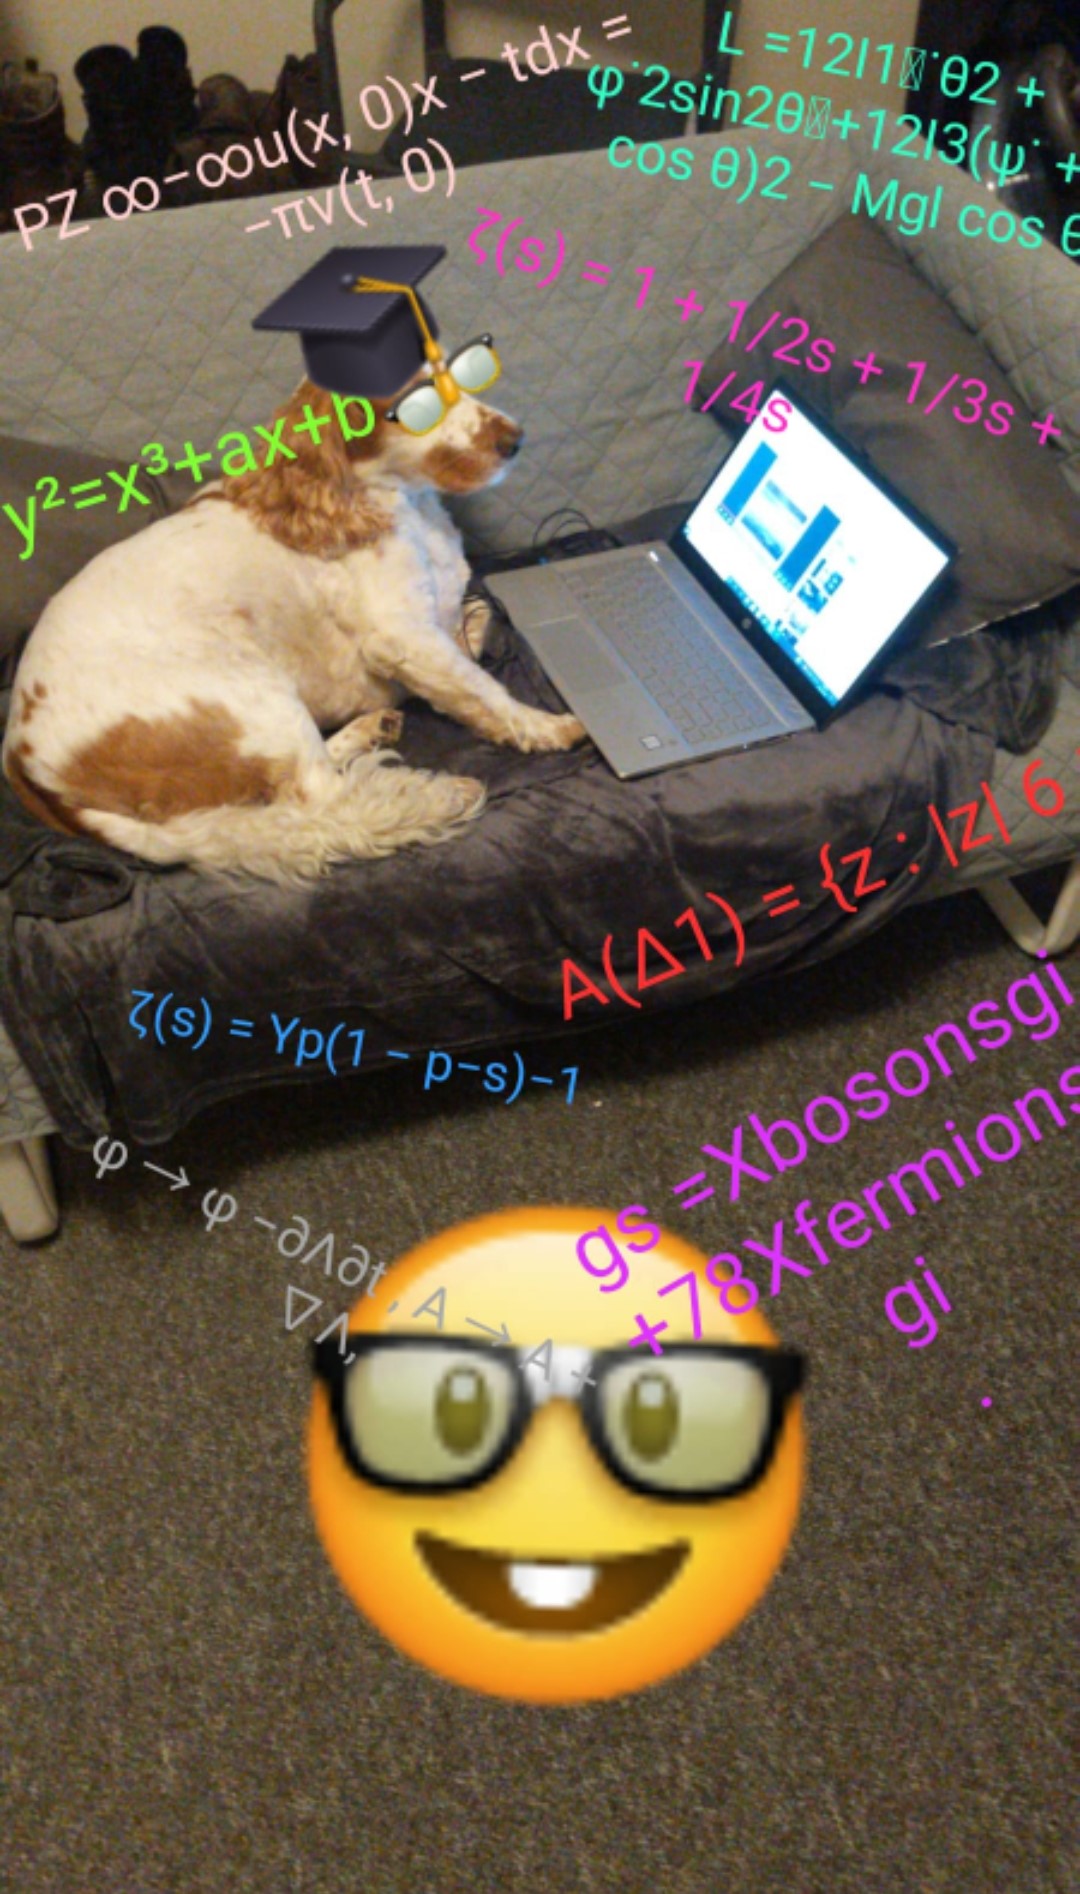 PZ ∞-∞u(x, 0)x - tdx =
-πv(t, 0)
L =12I1▯˙θ2 +
φ˙2sin2θ▯+12I3(ψ˙ +
cos θ)2 - Mgl cos θ
ζ(s) = 1 + 1/2s + 1/3s +
1/4s
y²=x³+ax+b
A(Δ1) = {z : |z| 6
ζ(s) = Yp(1 - p-s)-1
φ → φ -∂Λ∂t, A → A +
∇Λ,
gs =Xbosonsgi
+78Xfermions
gi
.